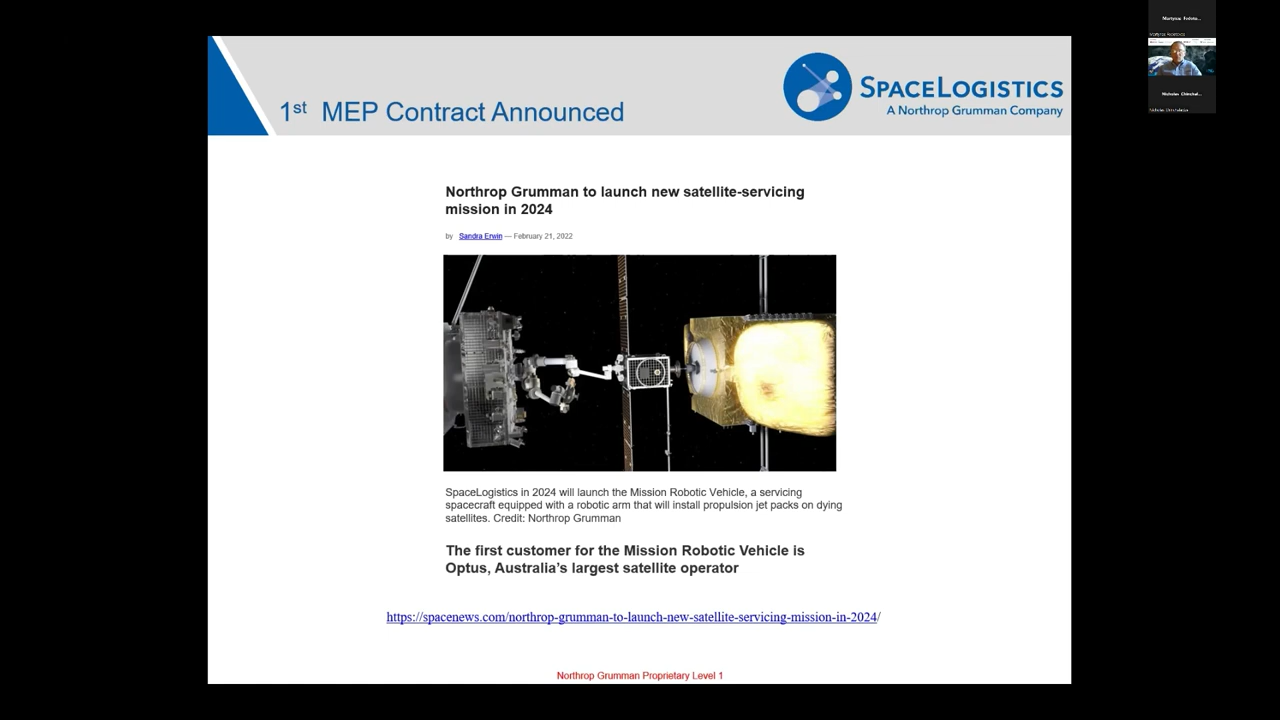 Martynas Fedoto...
1st MEP Contract Announced
SPACELOGISTICS
A Northrop Grumman Company
Nicholas Chinchal...
Northrop Grumman to launch new satellite-servicing
mission in 2024
by Sandra Erwin — February 21, 2022
SpaceLogistics in 2024 will launch the Mission Robotic Vehicle, a servicing
spacecraft equipped with a robotic arm that will install propulsion jet packs on dying
satellites. Credit: Northrop Grumman
The first customer for the Mission Robotic Vehicle is
Optus, Australia’s largest satellite operator
https://spacenews.com/northrop-grumman-to-launch-new-satellite-servicing-mission-in-2024/
Northrop Grumman Proprietary Level 1